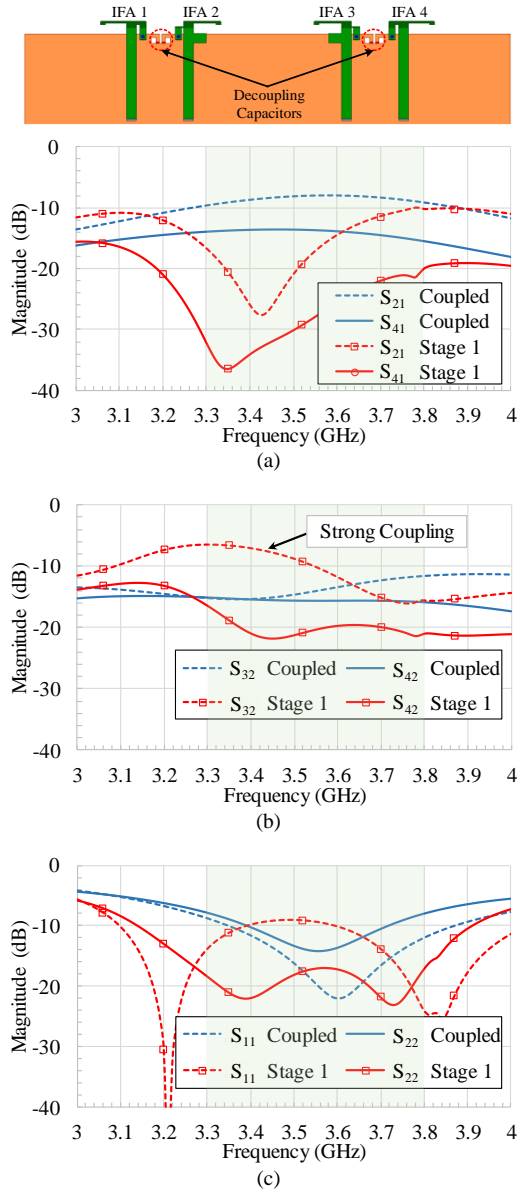 IFA 1 IFA 2 IFA 3 IFA 4
Decoupling
Capacitors
0
-10
-20
-30
-40
Magnitude (dB)
S21 Coupled
S41 Coupled
S21 Stage 1
S41 Stage 1
3 3.1 3.2 3.3 3.4 3.5 3.6 3.7 3.8 3.9 4
Frequency (GHz)
(a)
0
-10
-20
-30
-40
Magnitude (dB)
Strong Coupling
S32 Coupled S42 Coupled
S32 Stage 1 S42 Stage 1
3 3.1 3.2 3.3 3.4 3.5 3.6 3.7 3.8 3.9 4
Frequency (GHz)
(b)
0
-10
-20
-30
-40
Magnitude (dB)
S11 Coupled S22 Coupled
S11 Stage 1 S22 Stage 1
3 3.1 3.2 3.3 3.4 3.5 3.6 3.7 3.8 3.9 4
Frequency (GHz)
(c)